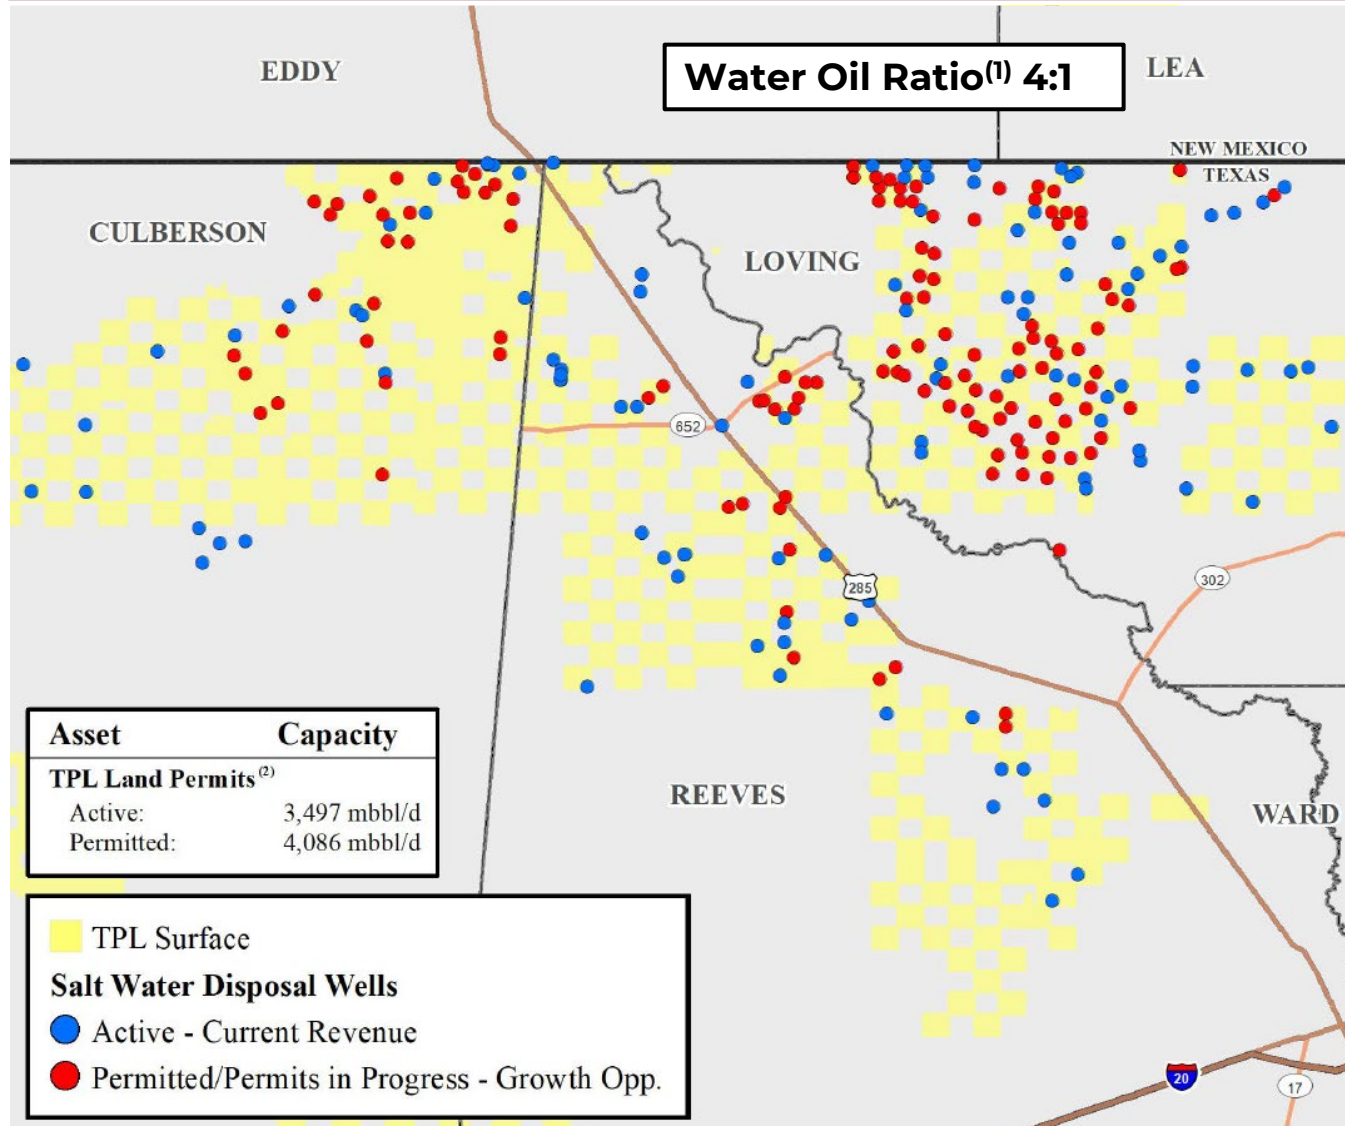 EDDY
Water Oil Ratio(1) 4:1
LEA
NEW MEXICO
TEXAS
CULBERSON
LOVING
652
285
302
Asset Capacity
TPL Land Permits(2)
Active: 3,497 mbbl/d
Permitted: 4,086 mbbl/d
REEVES
WARD
TPL Surface
Salt Water Disposal Wells
Active - Current Revenue
Permitted/Permits in Progress - Growth Opp.
20
17